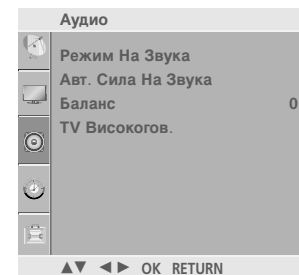 Аудио
Режим На Звука
Авт. Сила На Звука
Баланс 0
TV Високогов.
▲▼ ◄► OK RETURN